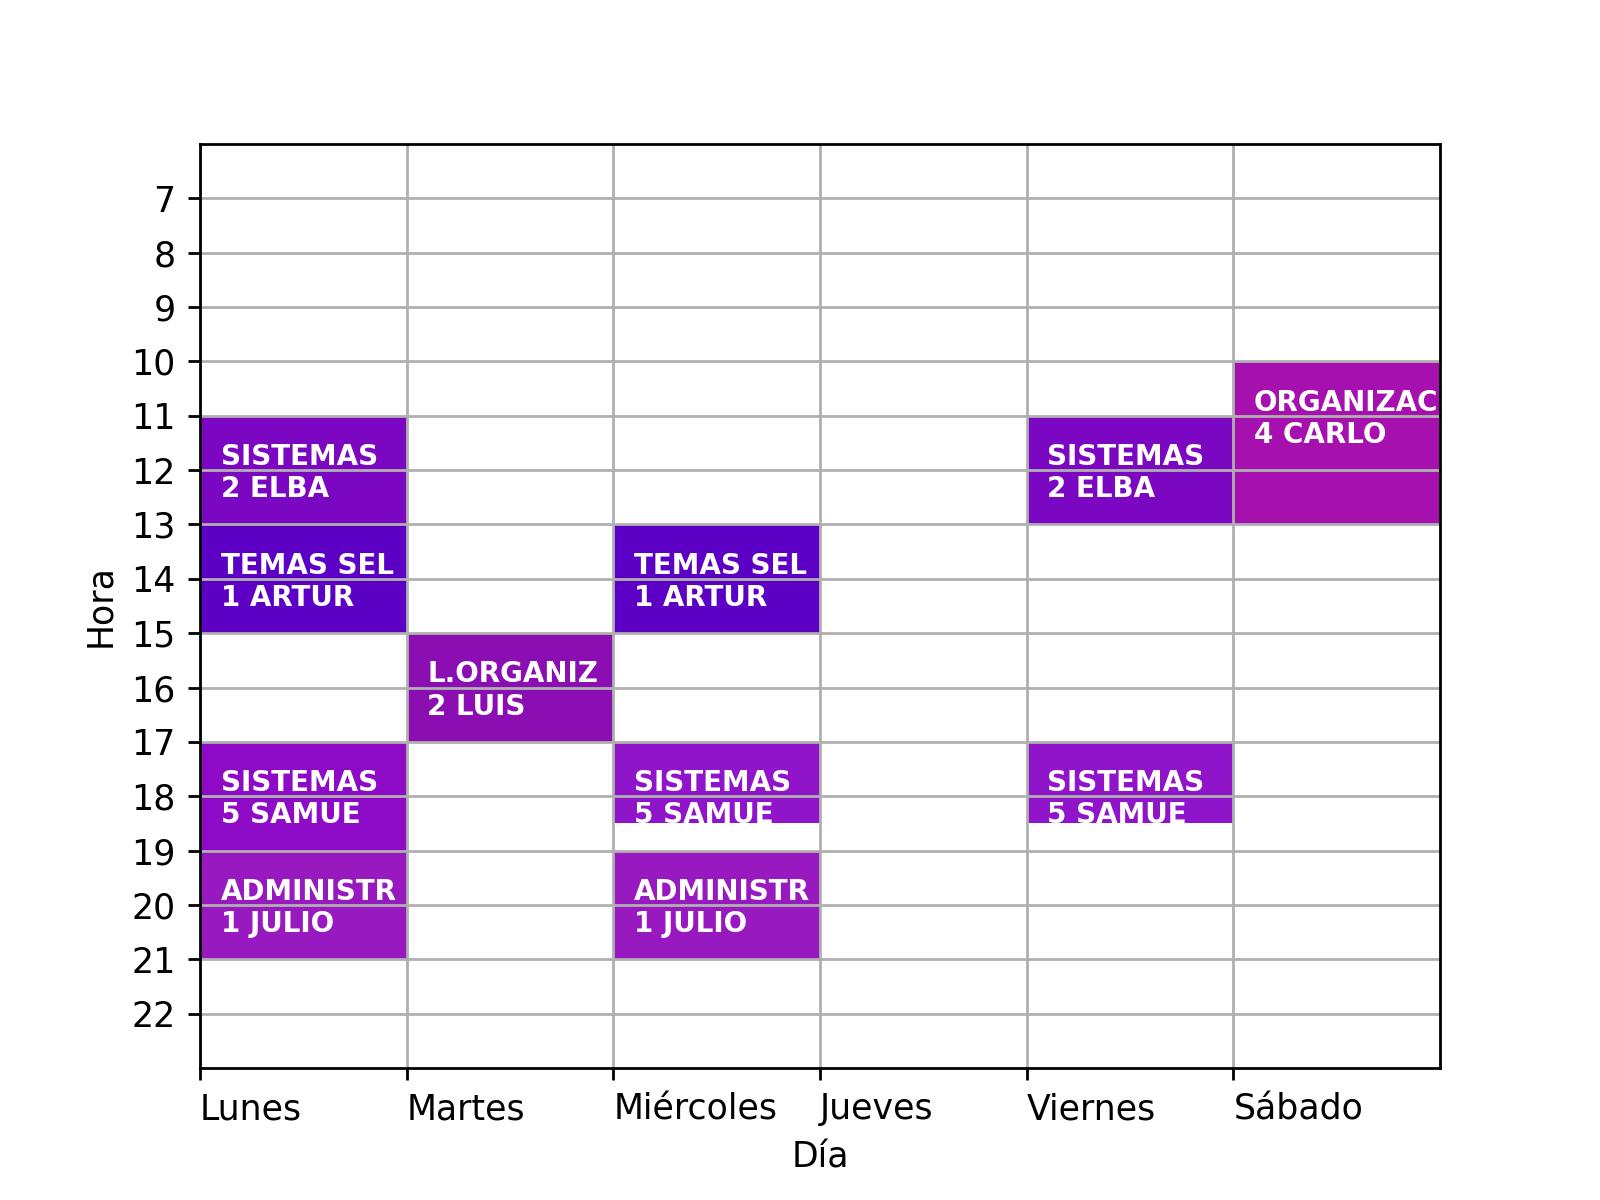 7
8
9
10
ORGANIZAC
4 CARLO
11
SISTEMAS
2 ELBA
SISTEMAS
2 ELBA
12
13
TEMAS SEL
1 ARTUR
TEMAS SEL
1 ARTUR
14
15
L.ORGANIZ
2 LUIS
16
17
SISTEMAS
5 SAMUE
SISTEMAS
5 SAMUE
SISTEMAS
5 SAMUE
18
19
ADMINISTR
1 JULIO
ADMINISTR
1 JULIO
20
21
22
Hora
Lunes Martes Miércoles Jueves Viernes Sábado
Día